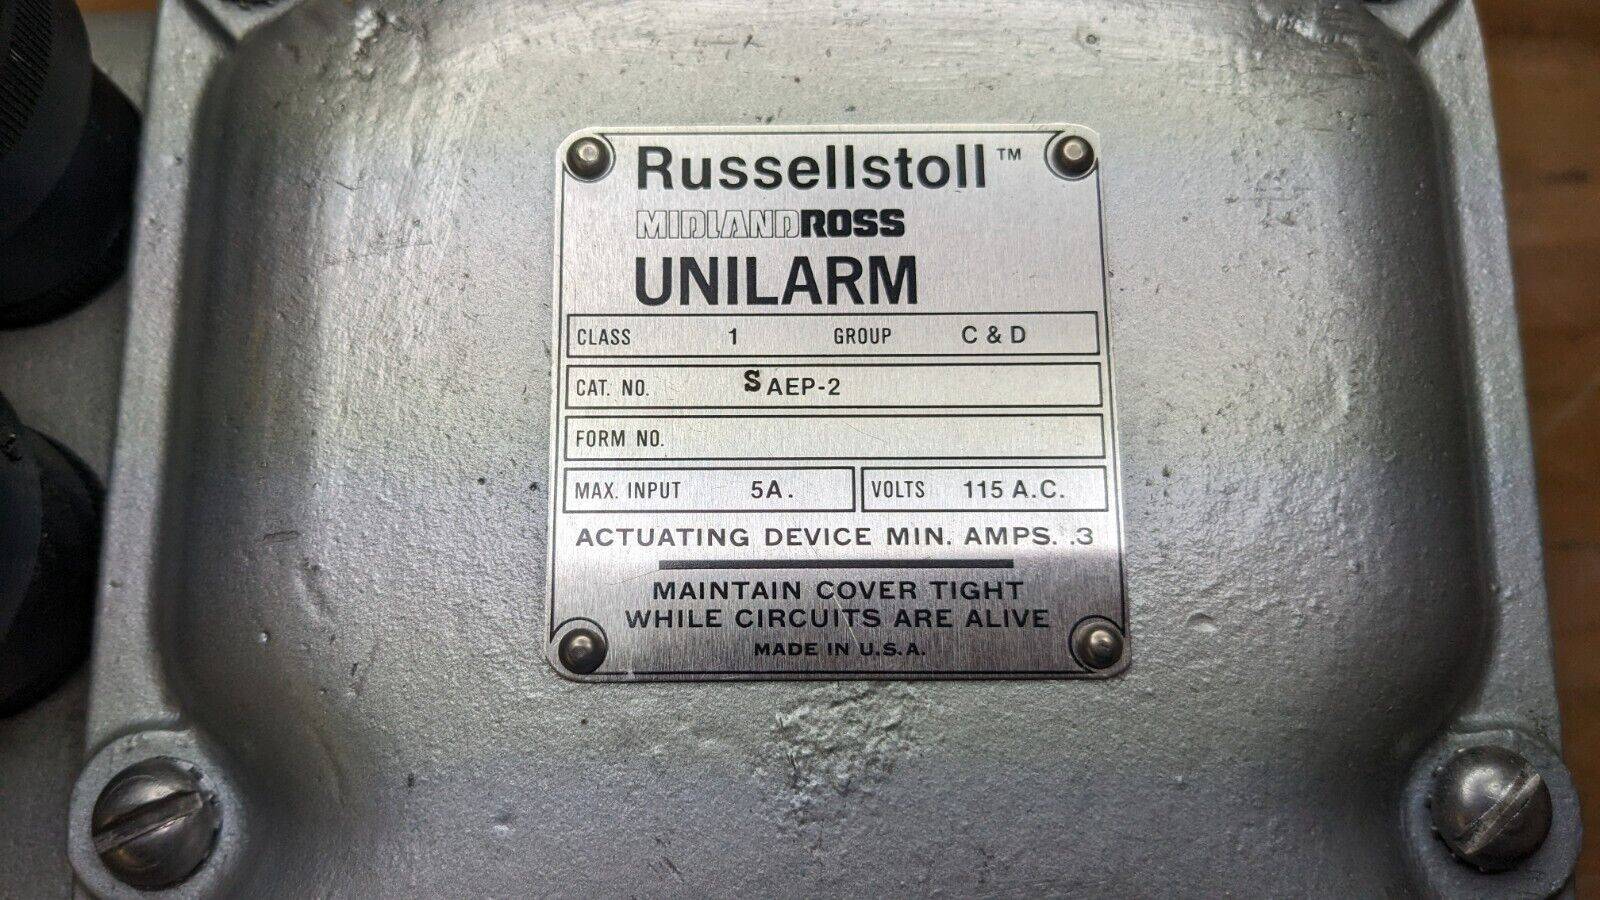 Russellstoll™
MIDLANDROSS
UNILARM
CLASS 1 GROUP C & D
CAT. NO. S AEP-2
FORM NO.
MAX. INPUT 5A. VOLTS 115 A.C.
ACTUATING DEVICE MIN. AMPS. .3
MAINTAIN COVER TIGHT
WHILE CIRCUITS ARE ALIVE
MADE IN U.S.A.